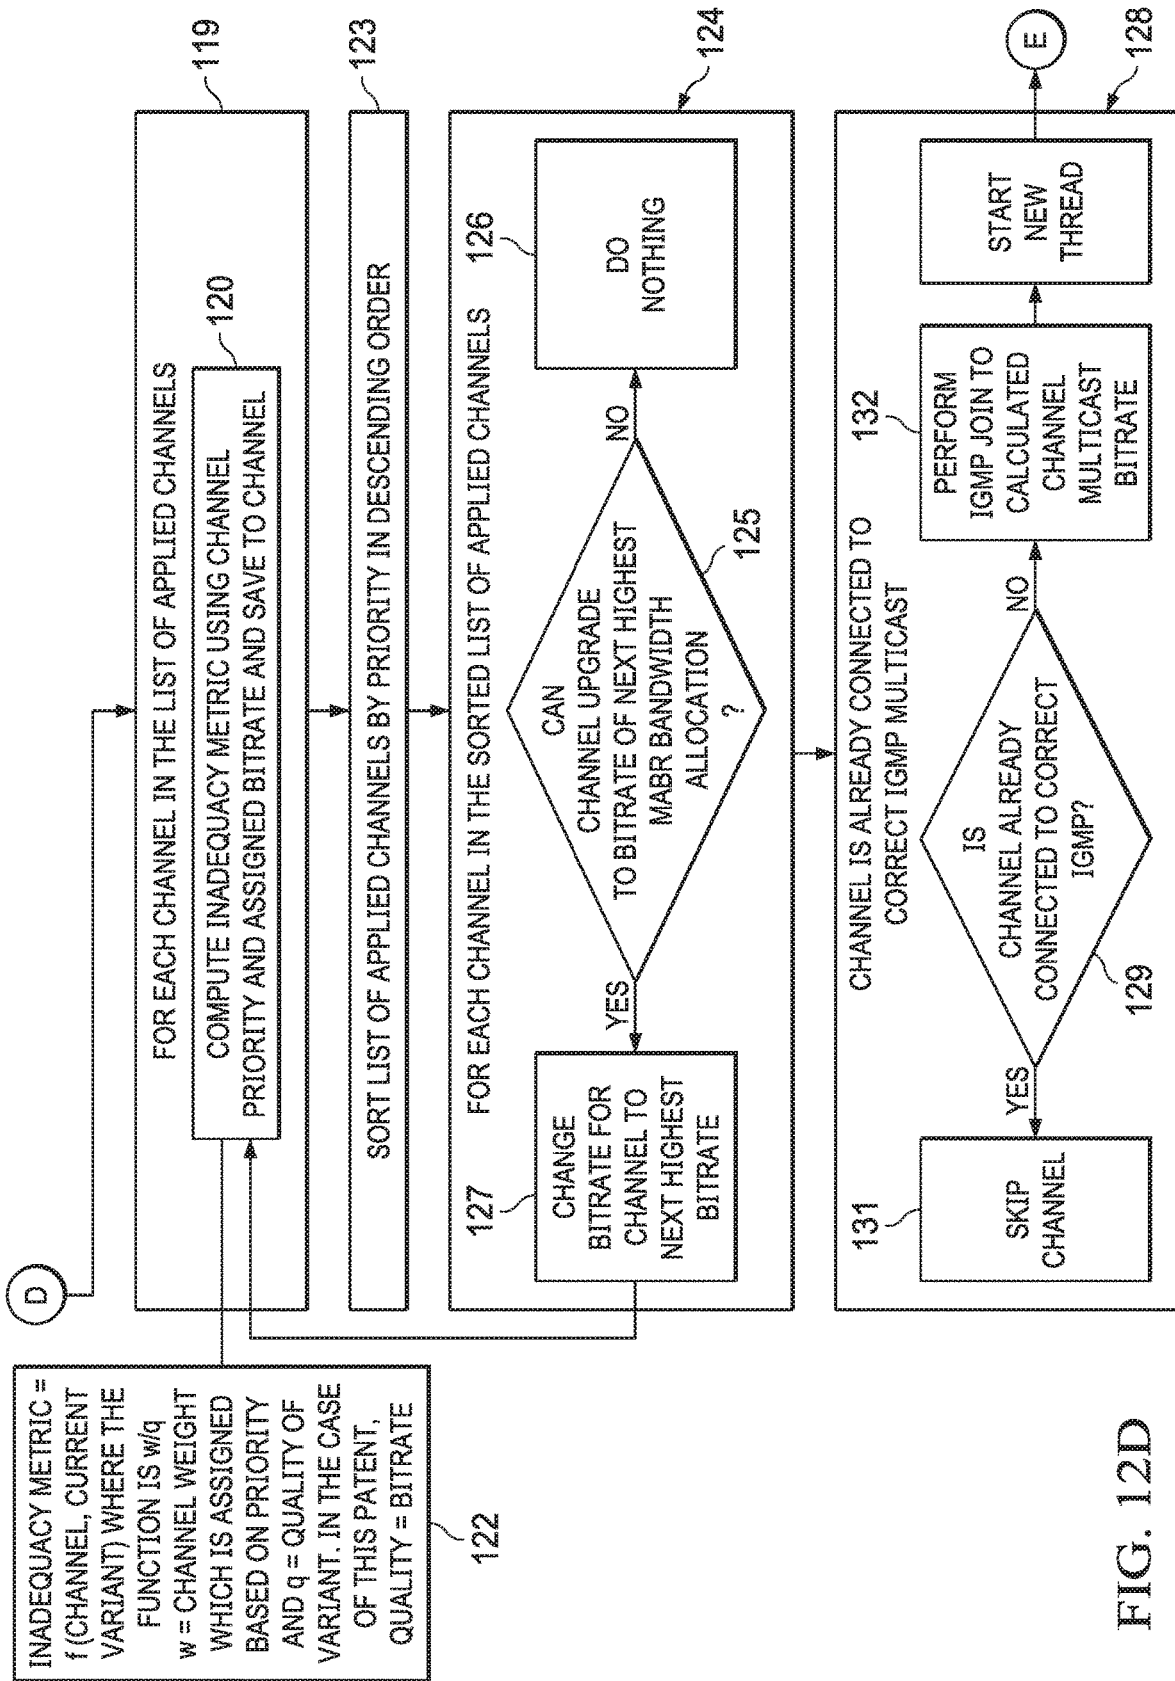 D
INADEQUACY METRIC =
f (CHANNEL, CURRENT
VARIANT) WHERE THE
FUNCTION IS w/q
w = CHANNEL WEIGHT
WHICH IS ASSIGNED
BASED ON PRIORITY
AND q = QUALITY OF
VARIANT. IN THE CASE
OF THIS PATENT,
QUALITY = BITRATE
122
119
FOR EACH CHANNEL IN THE LIST OF APPLIED CHANNELS
120
COMPUTE INADEQUACY METRIC USING CHANNEL
PRIORITY AND ASSIGNED BITRATE AND SAVE TO CHANNEL
123
SORT LIST OF APPLIED CHANNELS BY PRIORITY IN DESCENDING ORDER
124
FOR EACH CHANNEL IN THE SORTED LIST OF APPLIED CHANNELS
127
CHANGE
BITRATE FOR
CHANNEL TO
NEXT HIGHEST
BITRATE
YES
CAN
CHANNEL UPGRADE
TO BITRATE OF NEXT HIGHEST
MABR BANDWIDTH
ALLOCATION
?
125
NO
126
DO
NOTHING
CHANNEL IS ALREADY CONNECTED TO
CORRECT IGMP MULTICAST
131
SKIP
CHANNEL
YES
IS
CHANNEL ALREADY
CONNECTED TO CORRECT
IGMP?
129
NO
132
PERFORM
IGMP JOIN TO
CALCULATED
CHANNEL
MULTICAST
BITRATE
START
NEW
THREAD
E
128
FIG. 12D